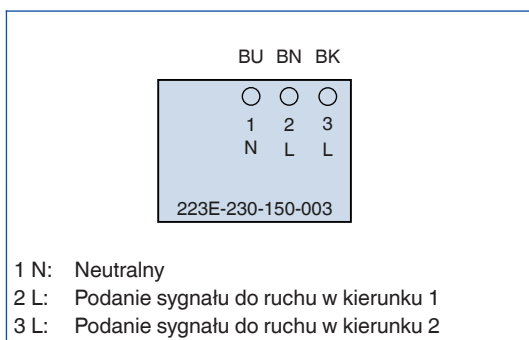 BU BN BK
1 2 3
N L L
223E-230-150-003
1 N: Neutralny
2 L: Podanie sygnału do ruchu w kierunku 1
3 L: Podanie sygnału do ruchu w kierunku 2